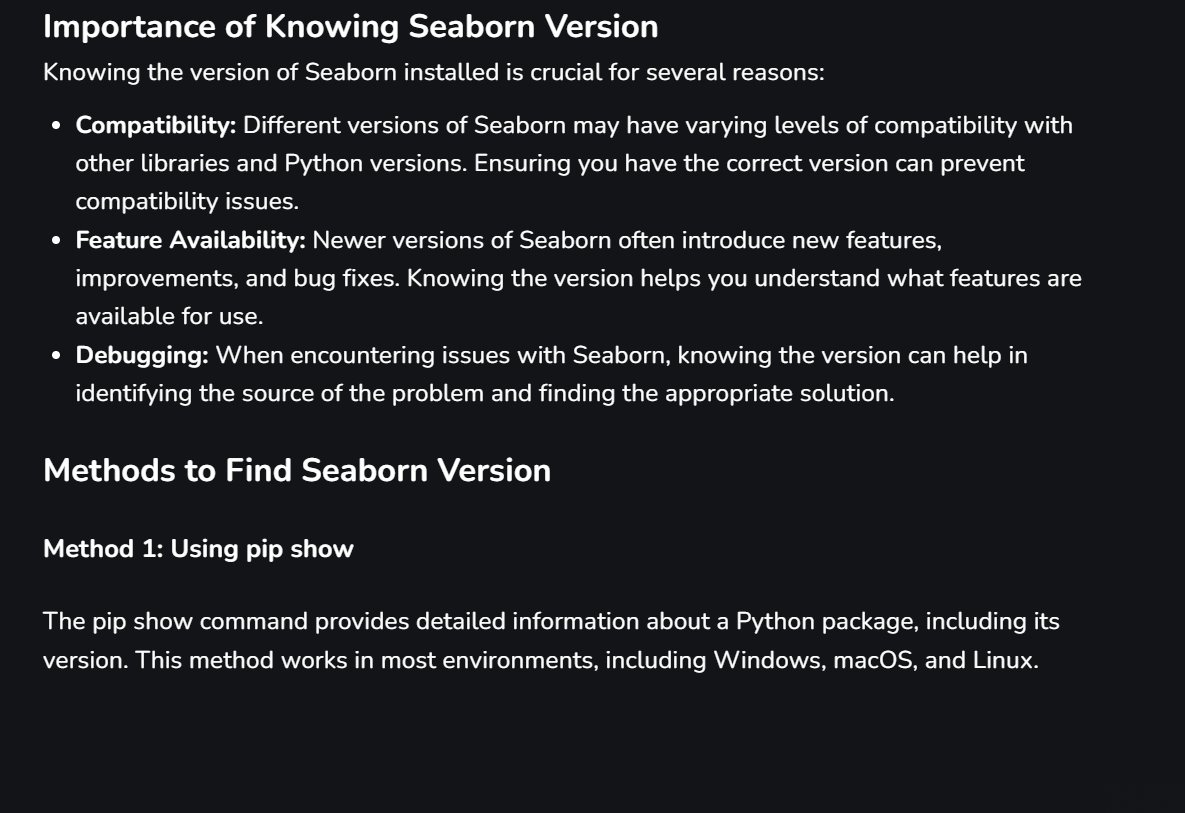 Importance of Knowing Seaborn Version
Knowing the version of Seaborn installed is crucial for several reasons:
• Compatibility: Different versions of Seaborn may have varying levels of compatibility with
other libraries and Python versions. Ensuring you have the correct version can prevent
compatibility issues.
• Feature Availability: Newer versions of Seaborn often introduce new features,
improvements, and bug fixes. Knowing the version helps you understand what features are
available for use.
• Debugging: When encountering issues with Seaborn, knowing the version can help in
identifying the source of the problem and finding the appropriate solution.
Methods to Find Seaborn Version
Method 1: Using pip show
The pip show command provides detailed information about a Python package, including its
version. This method works in most environments, including Windows, macOS, and Linux.